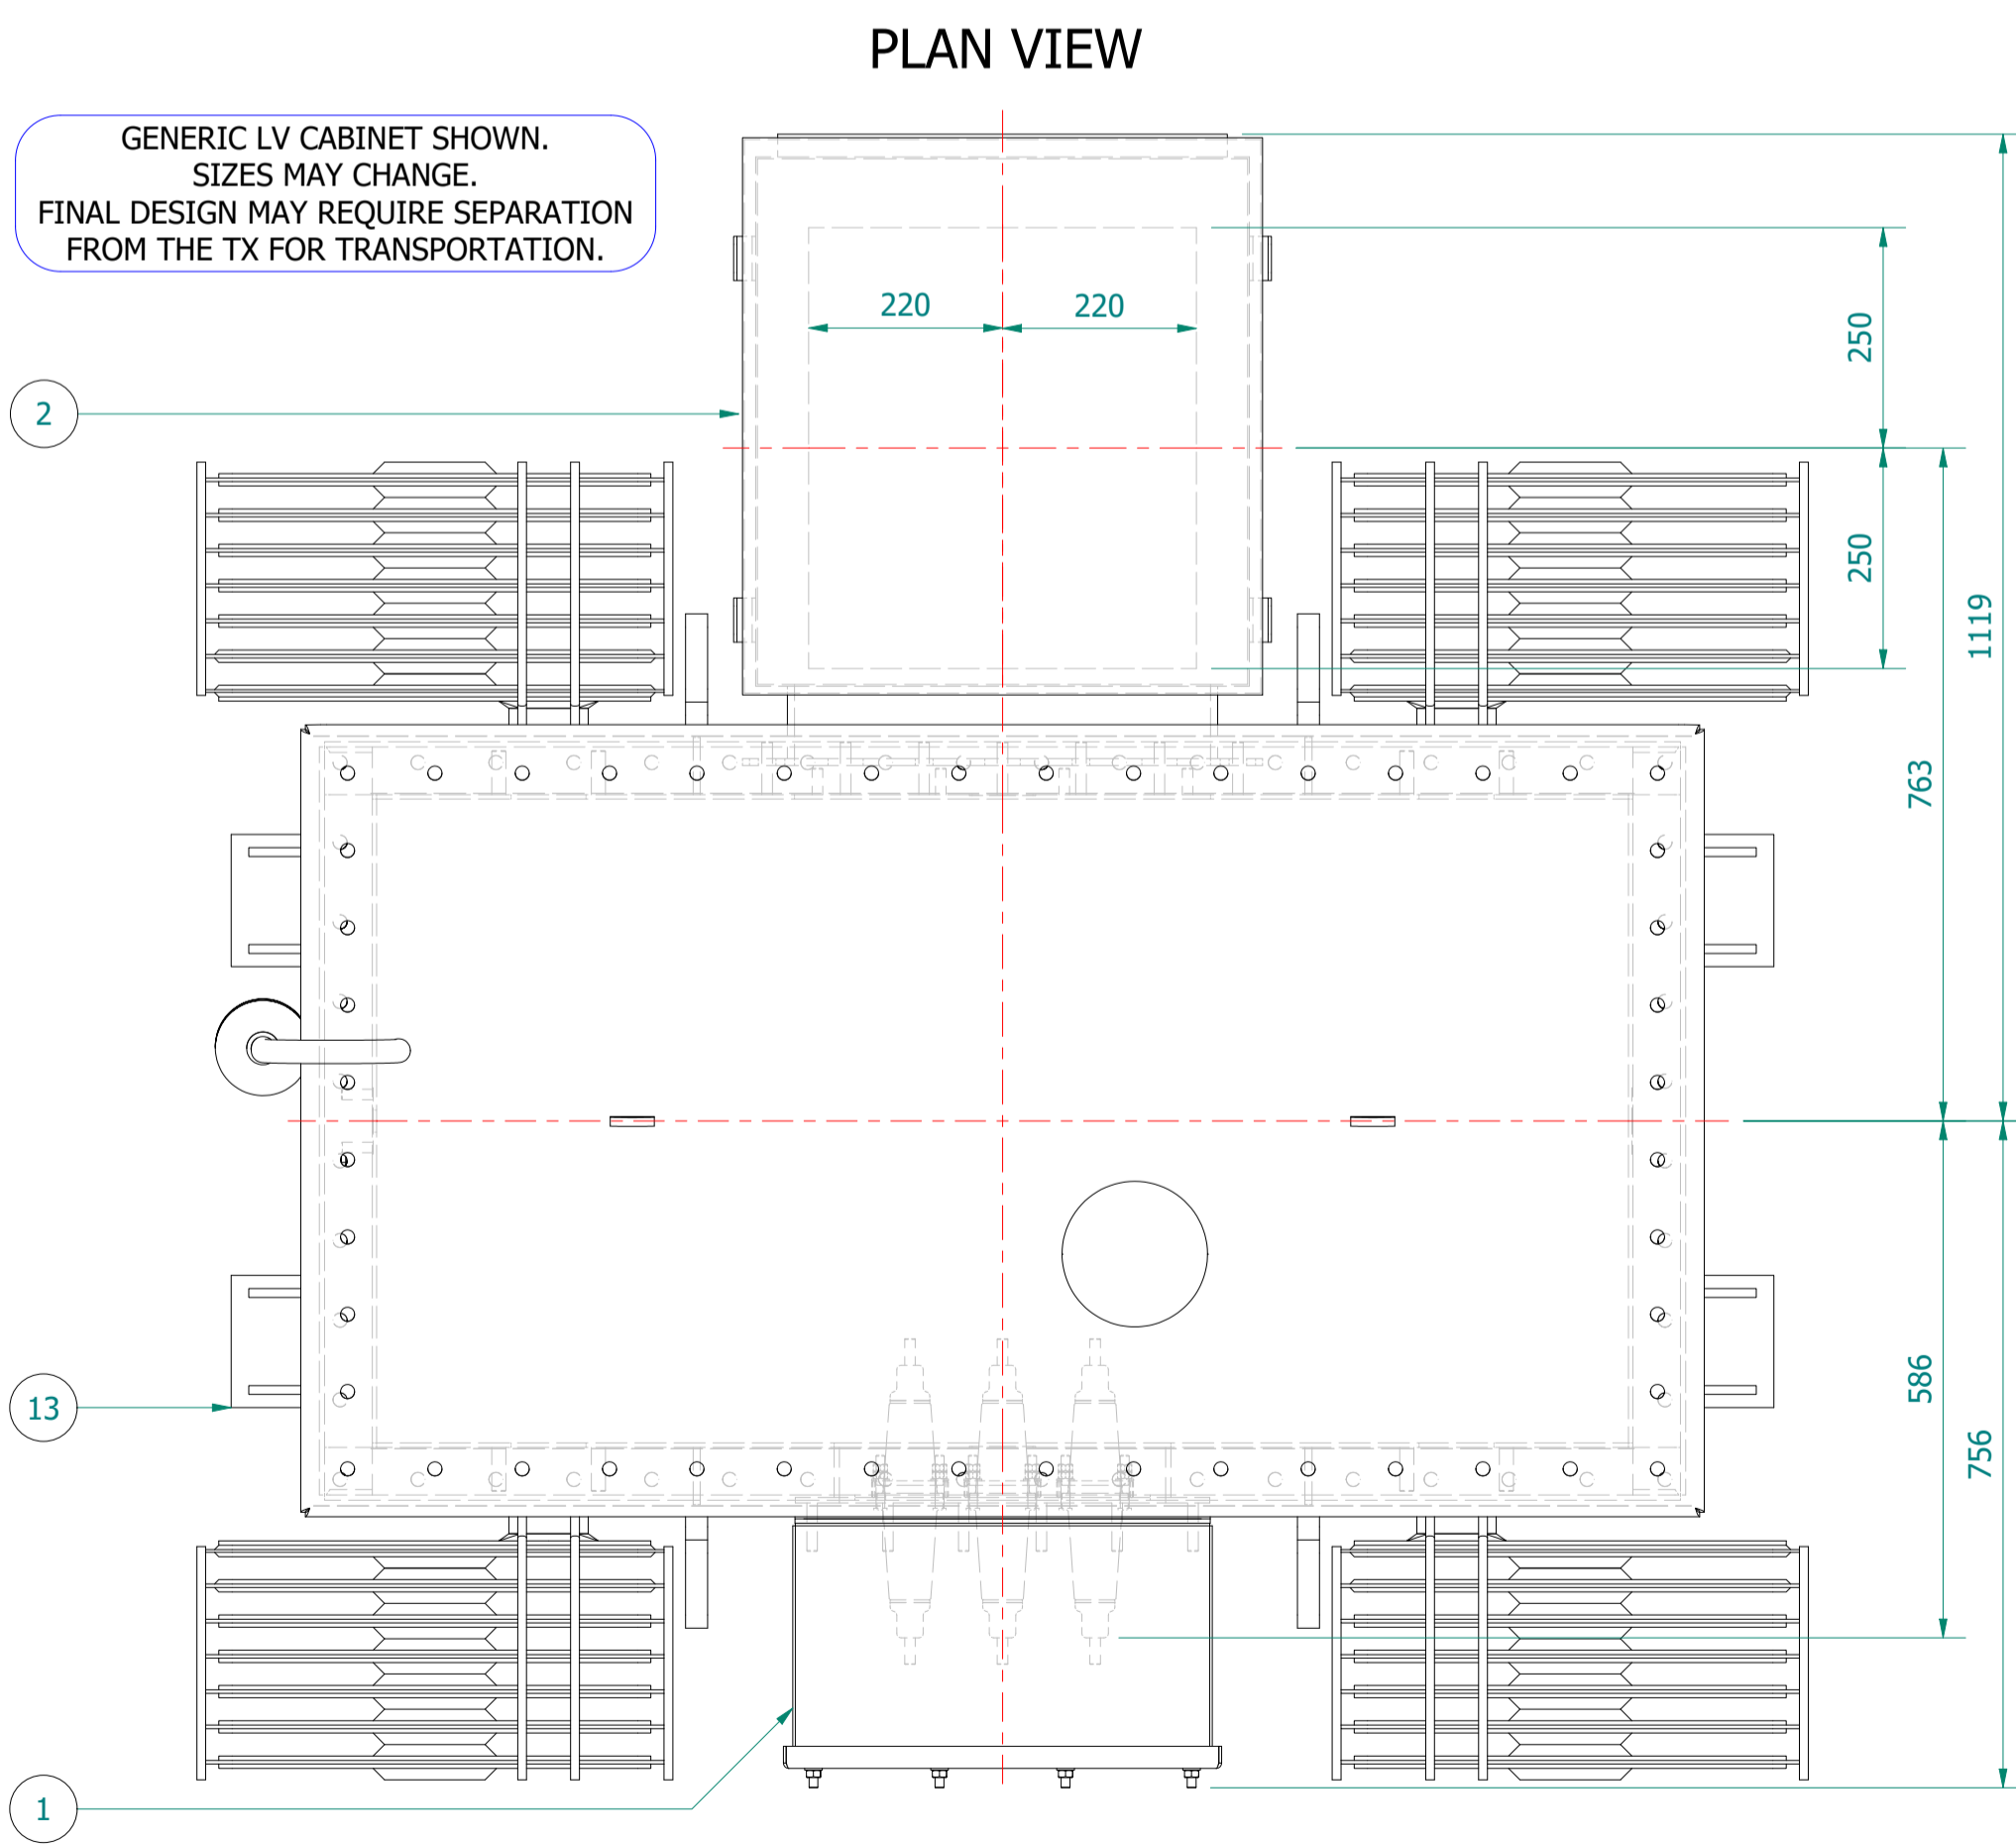 PLAN VIEW
GENERIC LV CABINET SHOWN.
SIZES MAY CHANGE.
FINAL DESIGN MAY REQUIRE SEPARATION
FROM THE TX FOR TRANSPORTATION.
220
220
250
2
250
1119
763
586
13
756
1